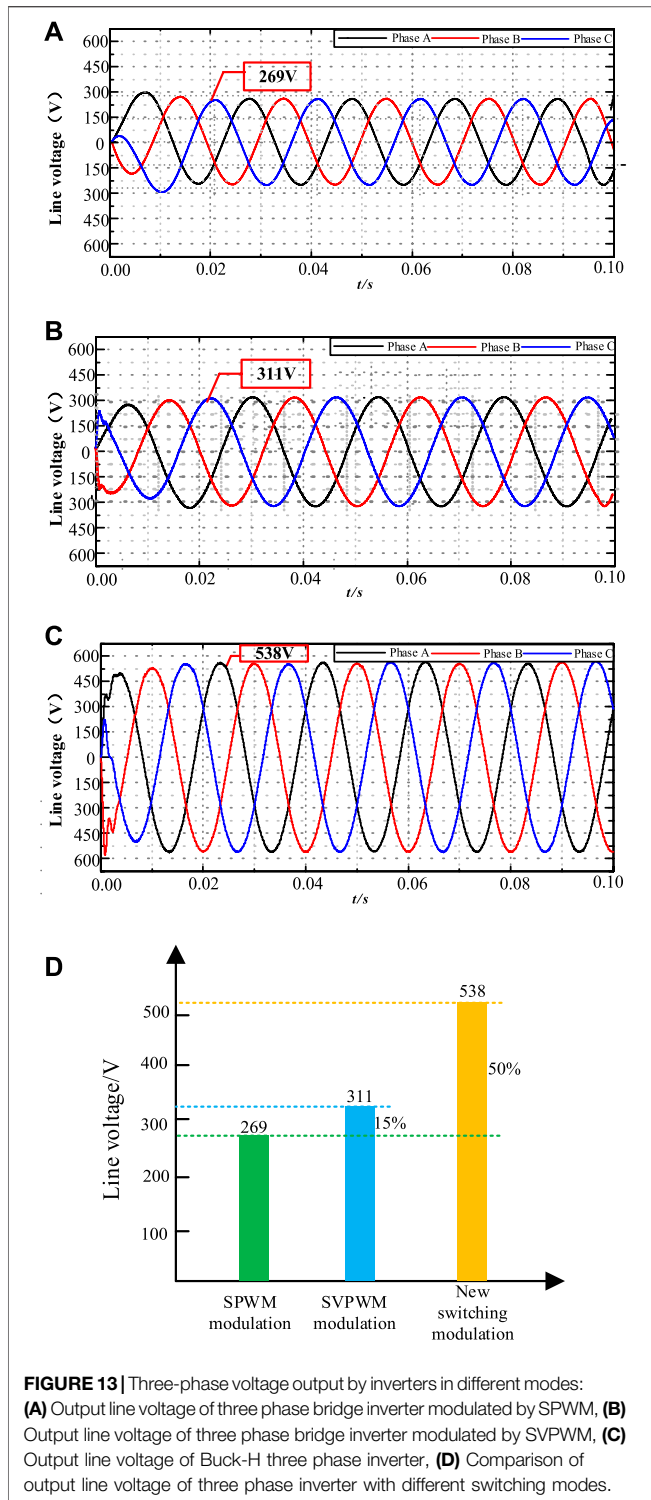 A
Phase A
Phase B
Phase C
269V
600
450
300
150
0
150
300
450
600
Line voltage（V）
0.00
0.02
0.04
0.06
0.08
0.10
t/s
B
Phase A
Phase B
Phase C
311V
600
450
300
150
0
150
300
450
600
Line voltage（V）
0.00
0.02
0.04
0.06
0.08
0.10
t/s
C
Phase A
Phase B
Phase C
538V
600
450
300
150
0
150
300
450
600
Line voltage（V）
0.00
0.02
0.04
0.06
0.08
0.10
t/s
D
Line voltage/V
500
400
300
200
100
269
311
538
15%
50%
SPWM
modulation
SVPWM
modulation
New
switching
modulation
FIGURE 13 | Three-phase voltage output by inverters in different modes:
(A) Output line voltage of three phase bridge inverter modulated by SPWM, (B)
Output line voltage of three phase bridge inverter modulated by SVPWM, (C)
Output line voltage of Buck-H three phase inverter, (D) Comparison of
output line voltage of three phase inverter with different switching modes.